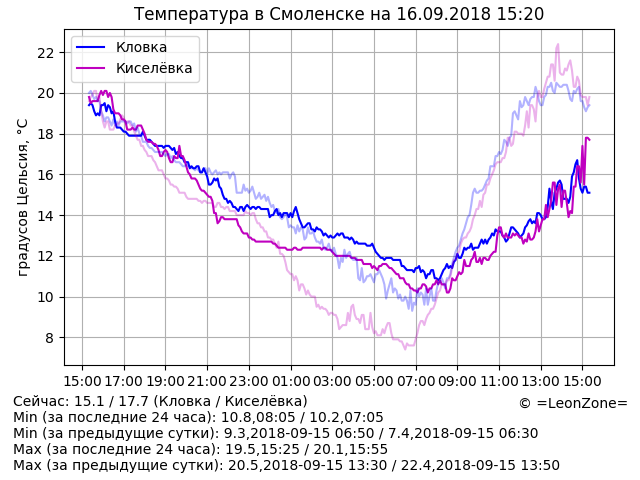 Температура в Смоленске на 16.09.2018 15:20
Кловка
Киселёвка
градусов Цельсия, °C
22
20
18
16
14
12
10
8
15:00 17:00 19:00 21:00 23:00 01:00 03:00 05:00 07:00 09:00 11:00 13:00 15:00
Сейчас: 15.1 / 17.7 (Кловка / Киселёвка)
© =LeonZone=
Min (за последние 24 часа): 10.8,08:05 / 10.2,07:05
Min (за предыдущие сутки): 9.3,2018-09-15 06:50 / 7.4,2018-09-15 06:30
Max (за последние 24 часа): 19.5,15:25 / 20.1,15:55
Max (за предыдущие сутки): 20.5,2018-09-15 13:30 / 22.4,2018-09-15 13:50